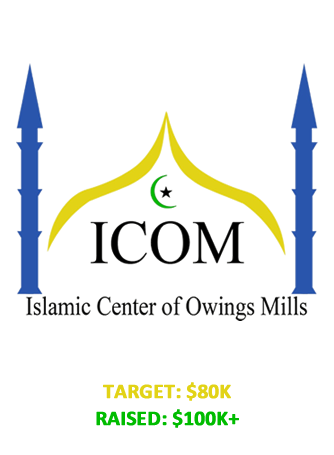 ICOM
Islamic Center of Owings Mills
TARGET: $80K
RAISED: $100K+